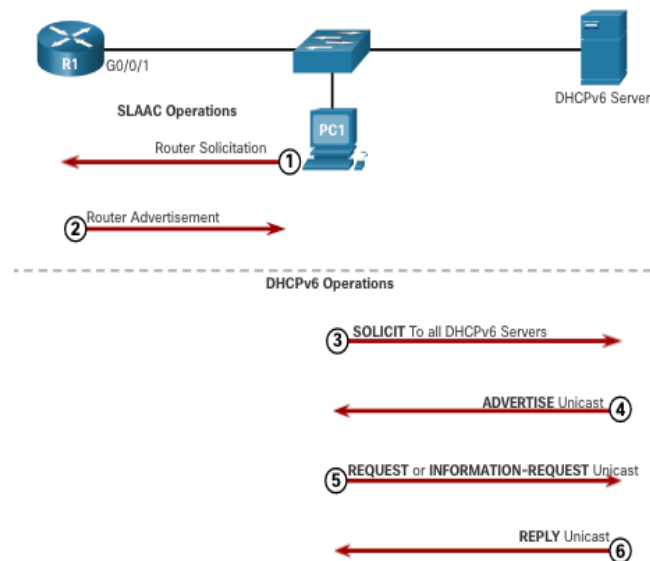 R1
G0/0/1
DHCPv6 Server
SLAAC Operations
PC1
Router Solicitation
1
2
Router Advertisement
DHCPv6 Operations
3
SOLICIT To all DHCPv6 Servers
ADVERTISE Unicast
4
5
REQUEST or INFORMATION-REQUEST Unicast
REPLY Unicast
6